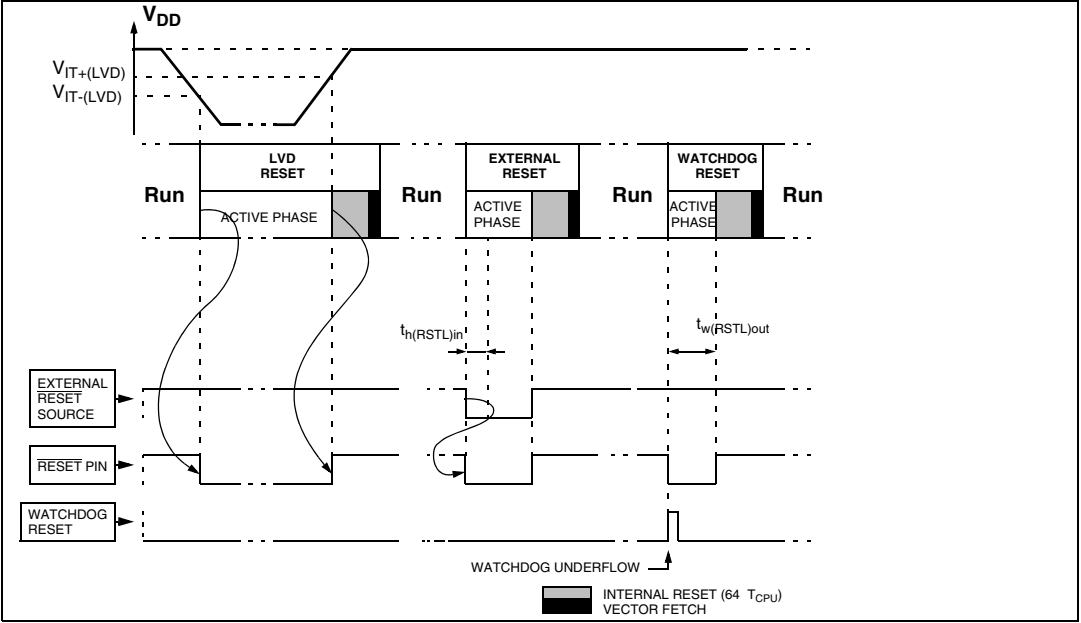 VDD
VIT+(LVD)
VIT-(LVD)
LVD
RESET
EXTERNAL
RESET
WATCHDOG
RESET
Run
Run
Run
Run
ACTIVE PHASE
ACTIVE
PHASE
ACTIVE
PHASE
th(RSTL)in
tw(RSTL)out
EXTERNAL
RESET
SOURCE
RESET PIN
WATCHDOG
RESET
WATCHDOG UNDERFLOW
INTERNAL RESET (64 TCPU)
VECTOR FETCH